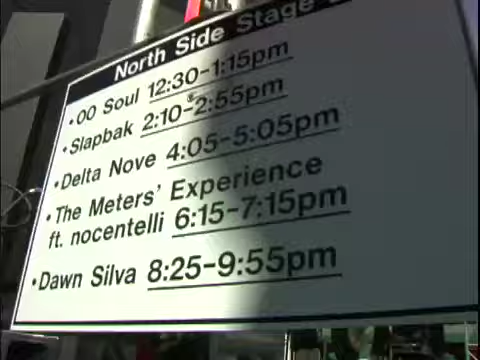 North Side Stage
•OO Soul 12:30-1:15pm
•Slapbak 2:10-2:55pm
•Delta Nove 4:05-5:05pm
•The Meters' Experience
ft. nocentelli 6:15-7:15pm
•Dawn Silva 8:25-9:55pm